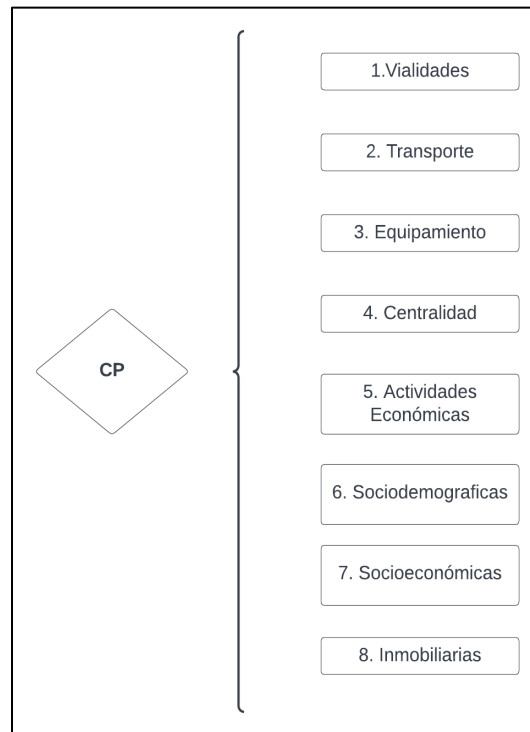 1.Vialidades
2. Transporte
3. Equipamiento
4. Centralidad
CP
5. Actividades
Económicas
6. Sociodemograficas
7. Socioeconómicas
8. Inmobiliarias